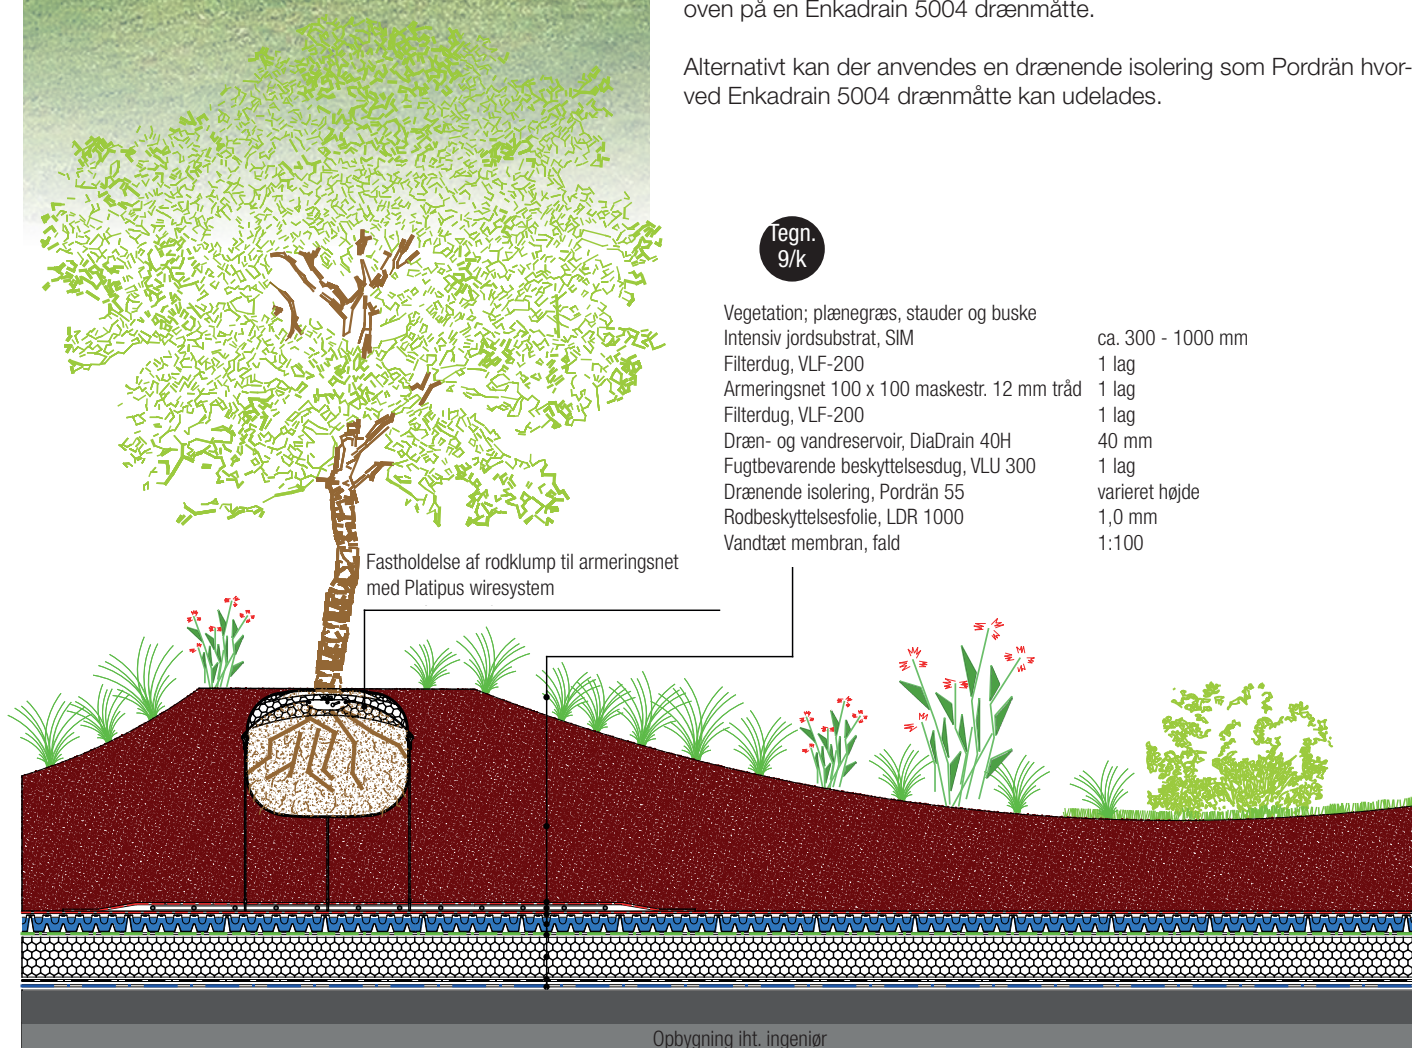 oven på en Enkadrain 5004 drænmåtte.
Alternativt kan der anvendes en drænende isolering som Pordrän hvor-
ved Enkadrain 5004 drænmåtte kan udelades.
Tegn.
9/k
Vegetation; plænegræs, stauder og buske
Intensiv jordsubstrat, SIM ca. 300 - 1000 mm
Filterdug, VLF-200 1 lag
Armeringsnet 100 x 100 maskestr. 12 mm tråd 1 lag
Filterdug, VLF-200 1 lag
Dræn- og vandreservoir, DiaDrain 40H 40 mm
Fugtbevarende beskyttelsesdug, VLU 300 1 lag
Drænende isolering, Pordrän 55 varieret højde
Rodbeskyttelsesfolie, LDR 1000 1,0 mm
Vandtæt membran, fald 1:100
Fastholdelse af rodklump til armeringsnet
med Platipus wiresystem
Opbygning iht. ingeniør